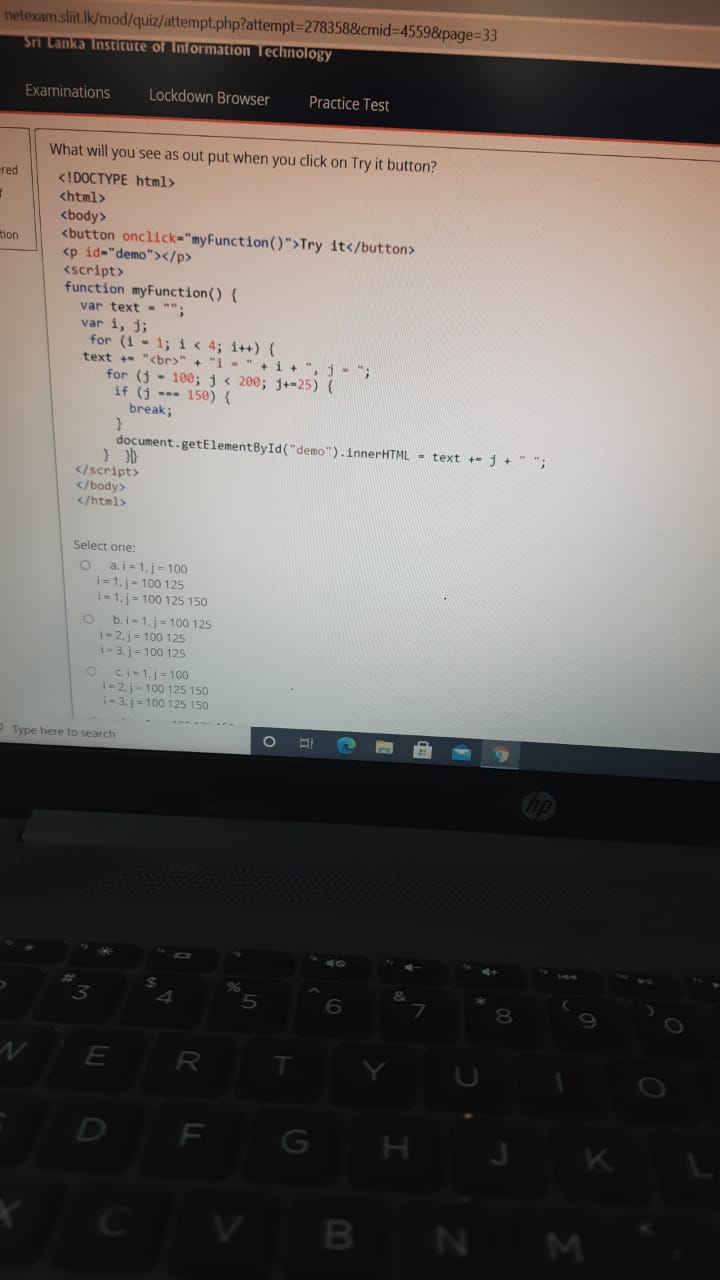 netexam.sliit.lk/mod/quiz/attempt.php?attempt=278358&cmid=4559&page=33
Sri Lanka Institute of Information Technology
Examinations Lockdown Browser Practice Test
ered
f
tion
What will you see as out put when you click on Try it button?
<!DOCTYPE html>
<html>
<body>
<button onclick="myFunction()">Try it</button>
<p id="demo"></p>
<script>
function myFunction() {
var text = "";
var i, j;
for (i = 1; i < 4; i++) {
text += "<br>" + "i = " + i + ", j = ";
for (j = 100; j < 200; j+=25) {
if (j === 150) {
break;
}
document.getElementById("demo").innerHTML = text += j + " ";
} }}
</script>
</body>
</html>
Select one:
a. i = 1, j = 100
i = 1, j = 100 125
i = 1, j = 100 125 150
b. i = 1, j = 100 125
i = 2, j = 100 125
i = 3, j = 100 125
c. i = 1, j = 100
i = 2, j = 100 125 150
i = 3, j = 100 125 150
Type here to search
hp
# 3 $ 4 % 5 ^ 6 & 7 * 8 ( 9 ) 0
W E R T Y U I O
S D F G H J K L
X C V B N M <